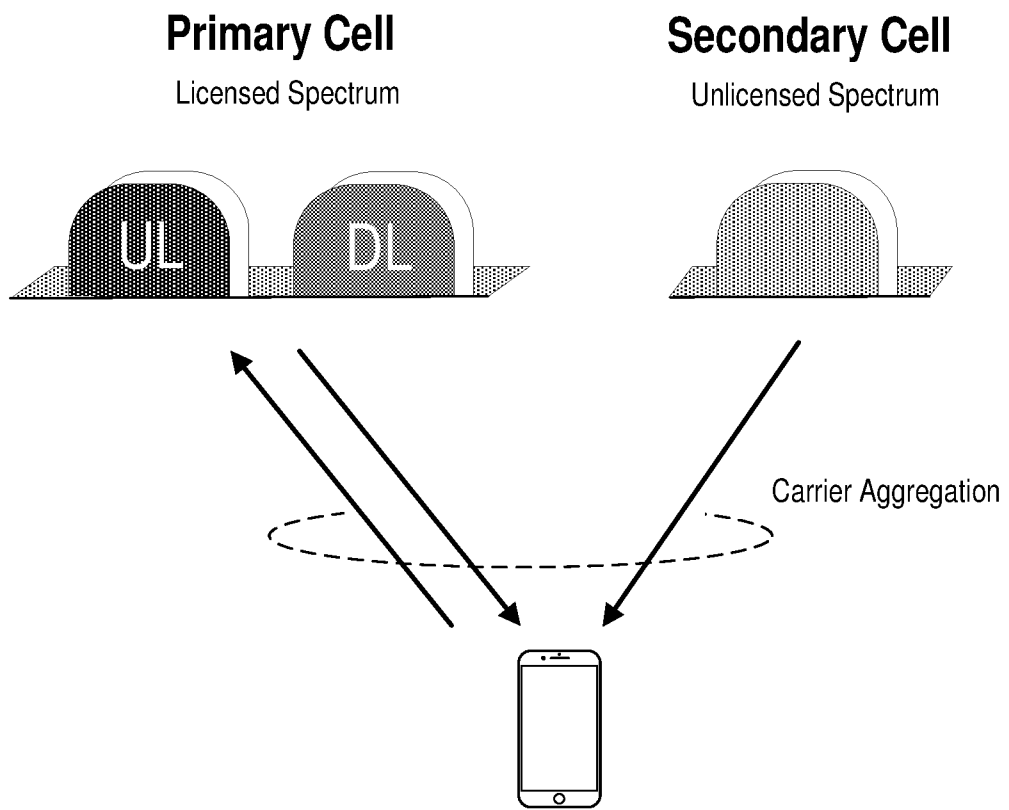 Primary Cell
Licensed Spectrum
Secondary Cell
Unlicensed Spectrum
UL
DL
Carrier Aggregation